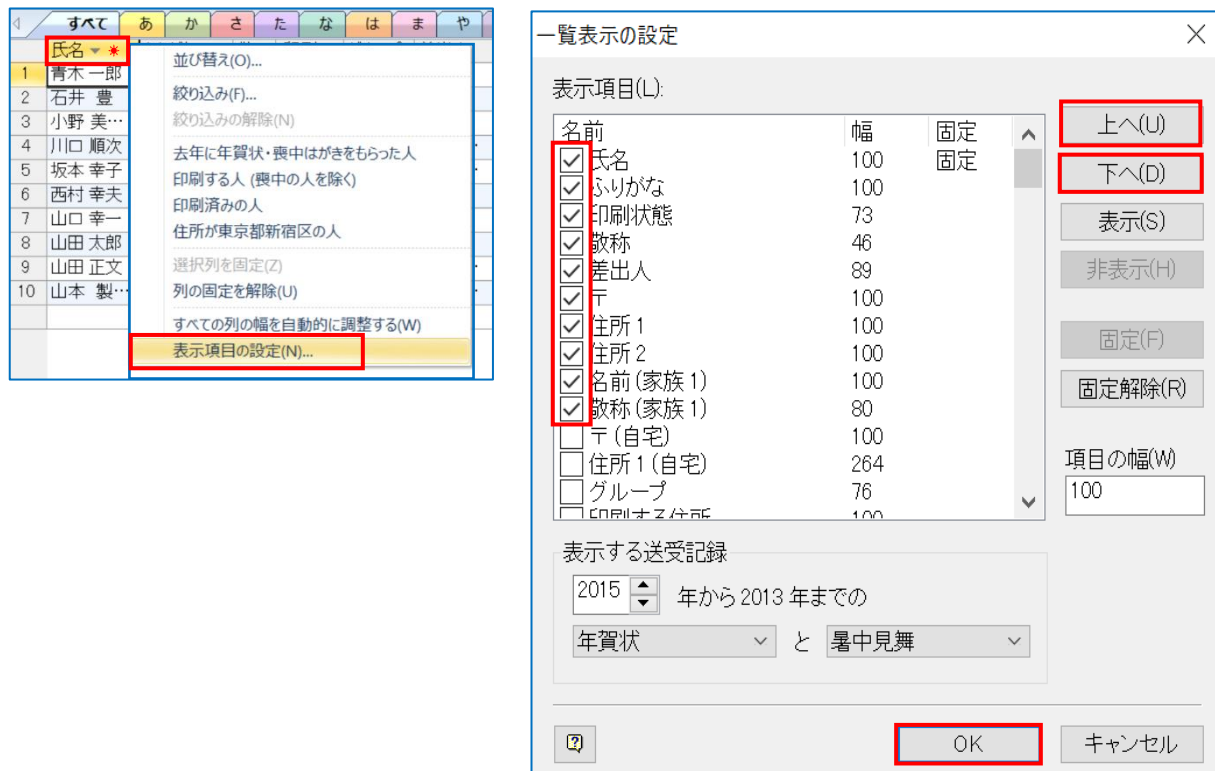 すべて あ か さ た な は ま や
氏名
1 青木 一郎
2 石井 豊
3 小野 美…
4 川口 順次
5 坂本 幸子
6 西村 幸夫
7 山口 幸一
8 山田 太郎
9 山田 正文
10 山本 製…
並び替え(O)...
絞り込み(F)...
絞り込みの解除(N)
去年に年賀状・喪中はがきをもらった人
印刷する人 (喪中の人を除く)
印刷済みの人
住所が東京都新宿区の人
選択列を固定(Z)
列の固定を解除(U)
すべての列の幅を自動的に調整する(W)
表示項目の設定(N)...
一覧表示の設定
表示項目(L):
名前 幅 固定
氏名 100 固定
ふりがな 100
印刷状態 73
敬称 46
差出人 89
〒 100
住所1 100
住所2 100
名前(家族1) 100
敬称(家族1) 80
〒(自宅) 100
住所1(自宅) 264
グループ 76
印刷する住所 100
上へ(U)
下へ(D)
表示(S)
非表示(H)
固定(F)
固定解除(R)
項目の幅(W)
100
表示する送受記録
2015 年から2013年までの
年賀状 と 暑中見舞
OK キャンセル